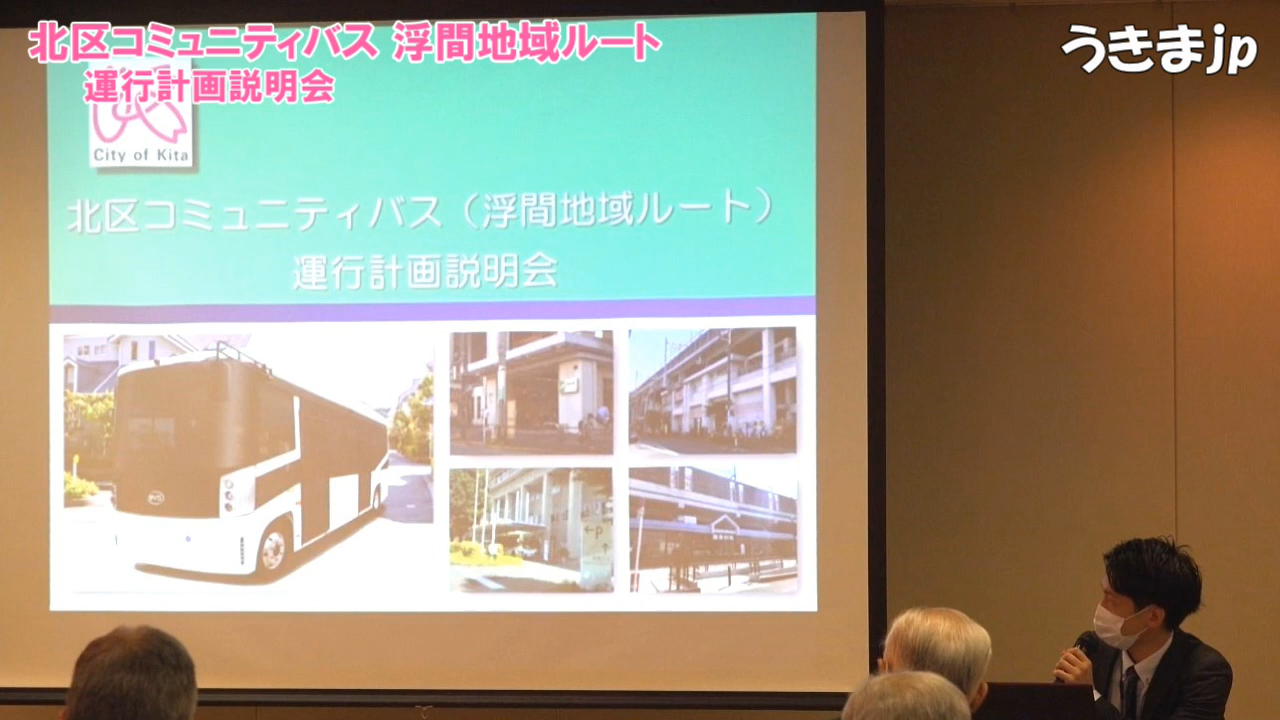 北区コミュニティバス 浮間地域ルート
運行計画説明会
うきまjp
City of Kita
北区コミュニティバス（浮間地域ルート）
運行計画説明会
BYD
←P